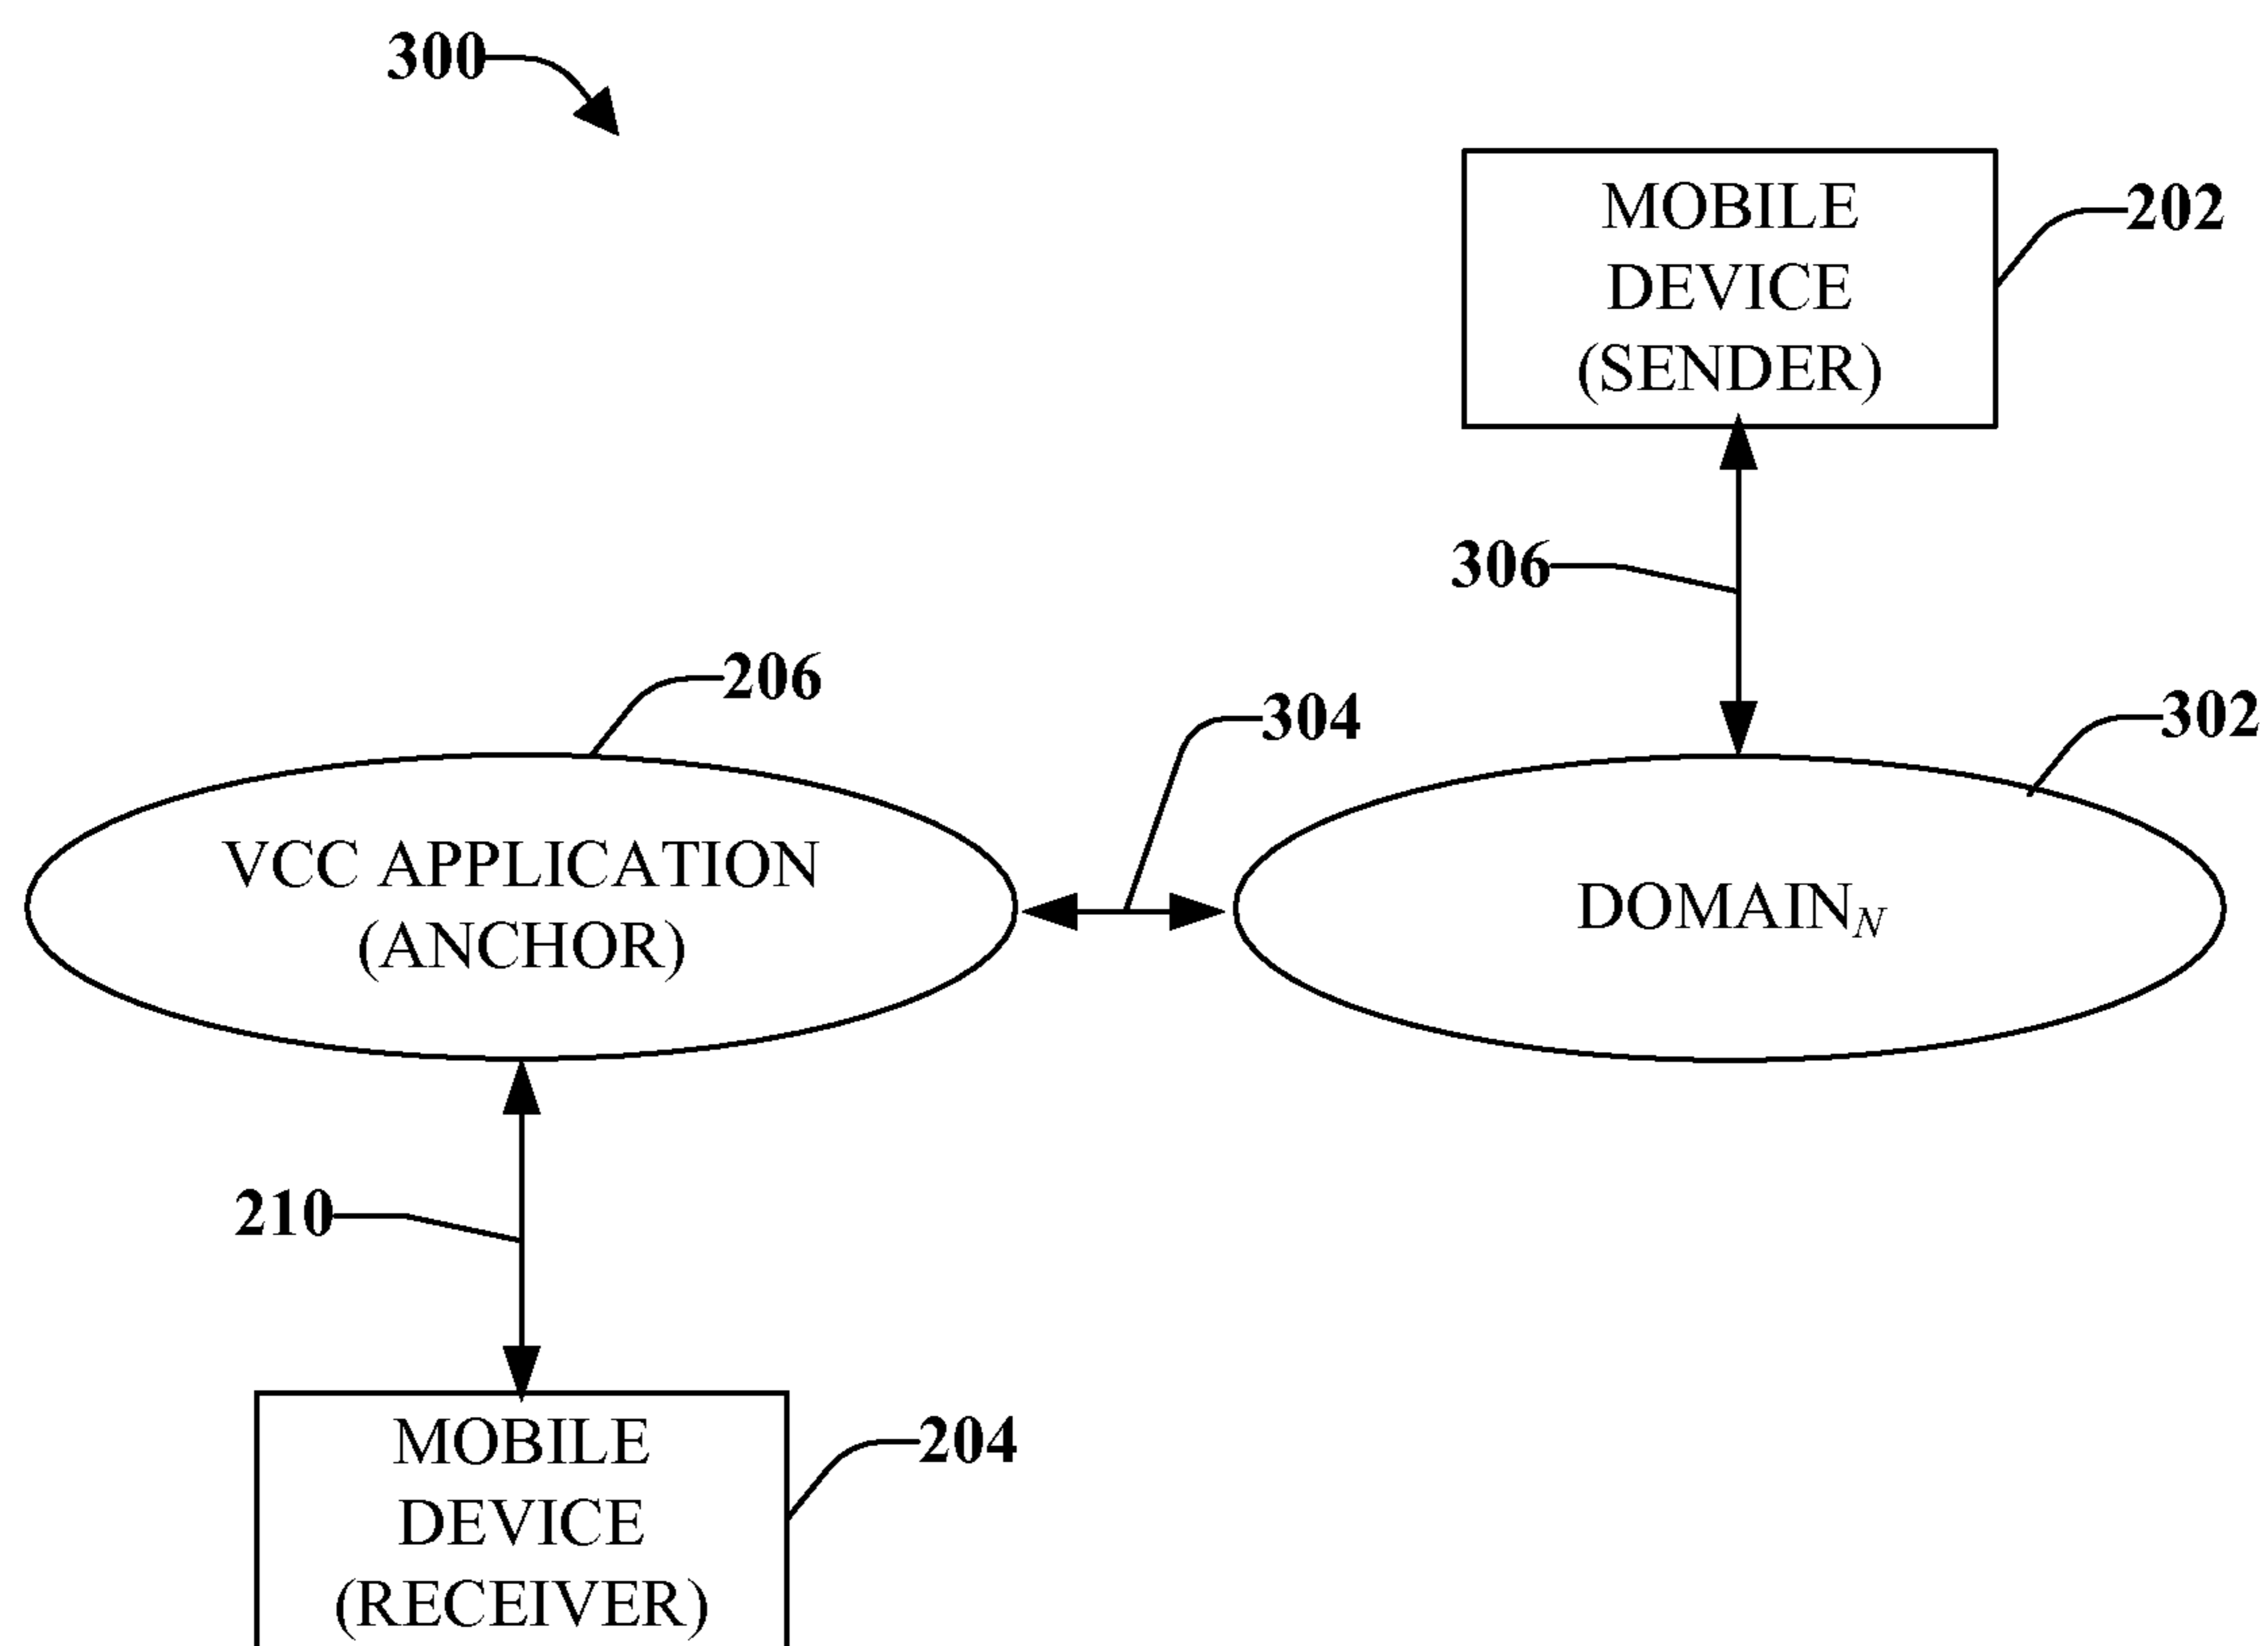 300
MOBILE
DEVICE
(SENDER)
202
306
206
304
302
VCC APPLICATION
(ANCHOR)
DOMAINN
210
MOBILE
DEVICE
(RECEIVER)
204